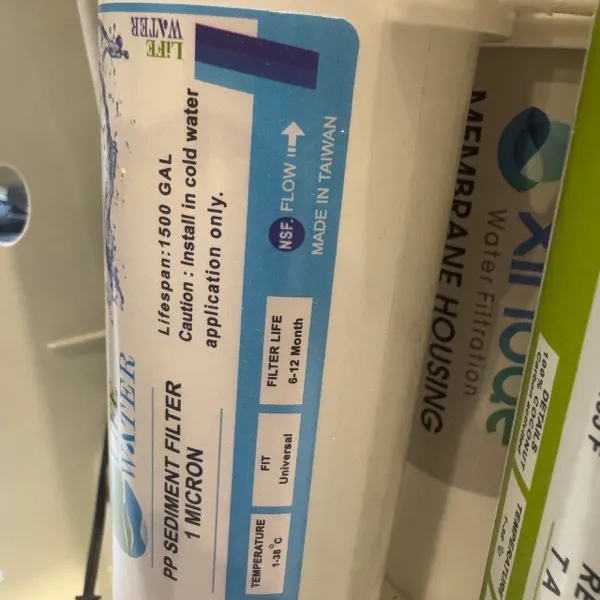 LiFE
WATER
WATER
PP SEDIMENT FILTER
1 MICRON
Lifespan:1500 GAL
Caution : Install in cold water
application only.
TEMPERATURE
1-38°C
FIT
Universal
FILTER LIFE
6-12 Month
NSF. FLOW
MADE IN TAIWAN
Water Filtration
MEMBRANE HOUSING
DETAILS
100% COCONUT
TEMPERATURE